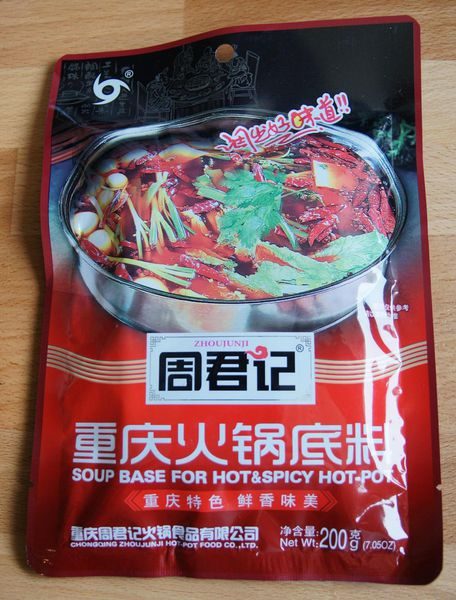 ®
味道!!
ZHOUJUNJI
周君记®
重庆火锅底料
SOUP BASE FOR HOT&SPICY HOT-POT
重庆特色 鲜香味美
重庆周君记火锅食品有限公司
CHONGQING ZHOUJUNJI HOT-POT FOOD CO.,LTD.
净含量: 200克
Net Wt: 200g (7.05OZ)